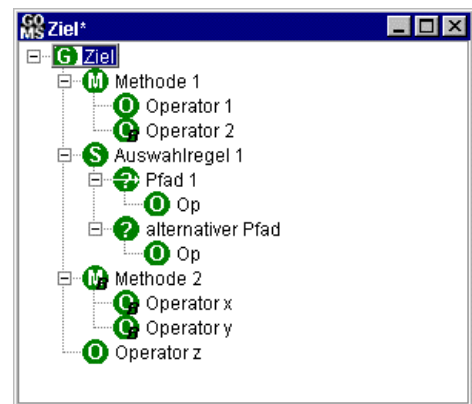 GO MS Ziel*
G Ziel
M Methode 1
O Operator 1
O B Operator 2
S Auswahlregel 1
? Pfad 1
O Op
? alternativer Pfad
O Op
M B Methode 2
O B Operator x
O B Operator y
O Operator z